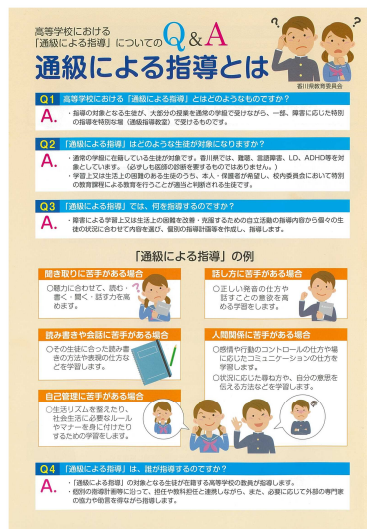 高等学校における
「通級による指導」についてのQ&A
通級による指導とは
香川県教育委員会
Q1 高等学校における「通級による指導」とはどのようなものですか？
A. ・指導の対象となる生徒が、大部分の授業を通常の学級で受けながら、一部、障害に応じた特別
の指導を特別な場（通級指導教室）で受けるものです。
Q2 「通級による指導」はどのような生徒が対象になりますか？
A. ・通常の学級に在籍している生徒が対象です。香川県では、難聴、言語障害、LD、ADHD等を対
象としています。（必ずしも医師の診断を要するものではありません。）
・学習上又は生活上の困難のある生徒のうち、本人・保護者が希望し、校内委員会において特別
の教育課程による教育を行うことが適当と判断される生徒です。
Q3 「通級による指導」では、何を指導するのですか？
A. ・障害による学習上又は生活上の困難を改善・克服するための自立活動の指導内容から個々の生
徒の状況に合わせて内容を選び、個別の指導計画等を作成し、指導します。
「通級による指導」の例
聞き取りに苦手がある場合
○聴力に合わせて、読む・
書く・聞く・話す力を高
めます。
話し方に苦手がある場合
○正しい発音の仕方や
話すことの意欲を高
める学習をします。
読み書きや会話に苦手がある場合
○その生徒に合った読み書
きの方法や表現の仕方な
どを学習します。
人間関係に苦手がある場合
○感情や行動のコントロールの仕方や場
に応じたコミュニケーションの仕方を
学習します。
○状況に応じた尋ね方や、自分の意思を
伝える方法などを学習します。
自己管理に苦手がある場合
○生活リズムを整えたり、
社会生活に必要なルール
やマナーを身に付けたり
するための学習をします。
Q4 「通級による指導」は、誰が指導するのですか？
A. ・「通級による指導」の対象となる生徒が在籍する高等学校の教員が指導します。
・個別の指導計画等に沿って、担任や教科担任と連携しながら、また、必要に応じて外部の専門家
の協力や助言を得ながら指導します。